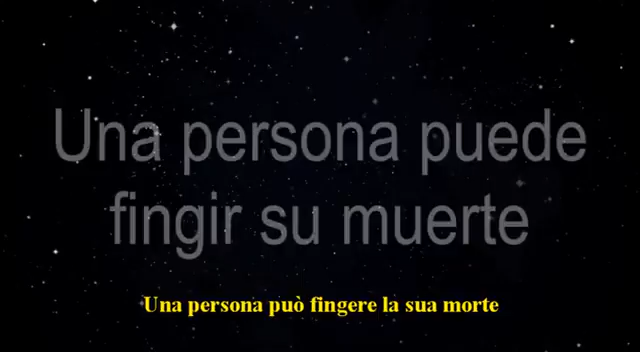 Una persona puede
fingir su muerte
Una persona può fingere la sua morte